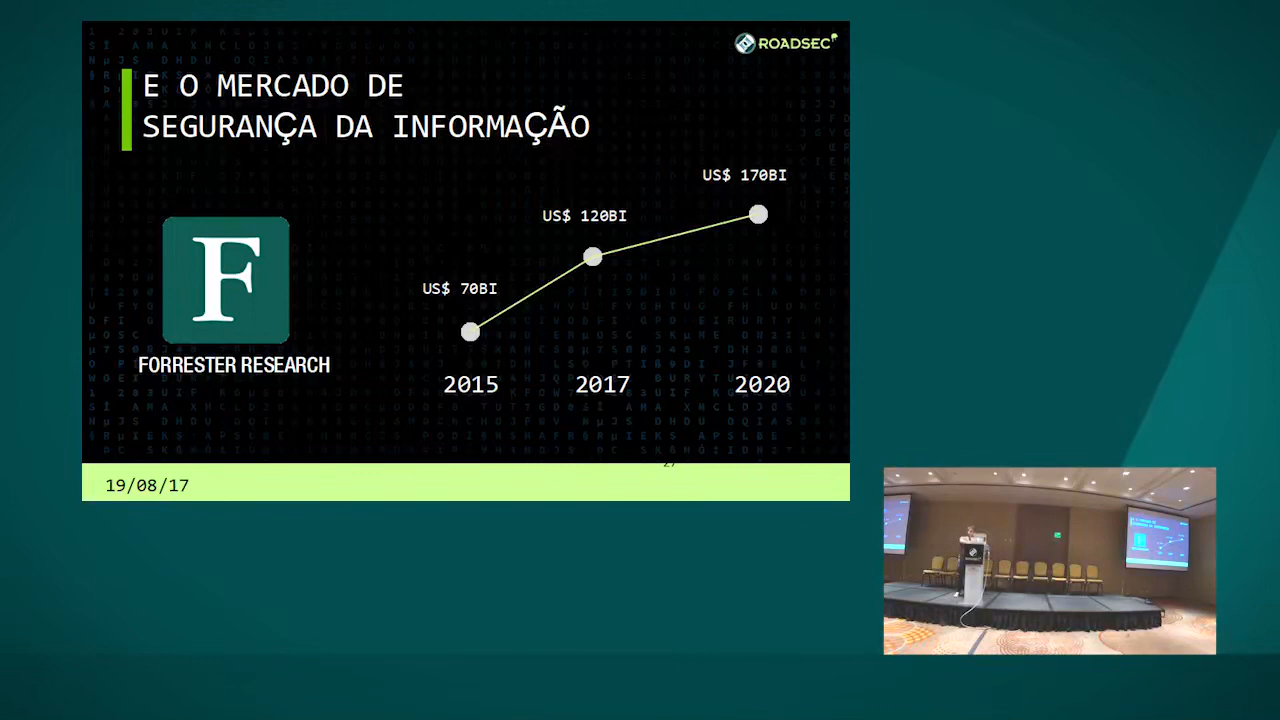 ROADSEC
E O MERCADO DE
SEGURANÇA DA INFORMAÇÃO
US$ 170BI
US$ 120BI
US$ 70BI
F
FORRESTER RESEARCH
2015 2017 2020
27
19/08/17